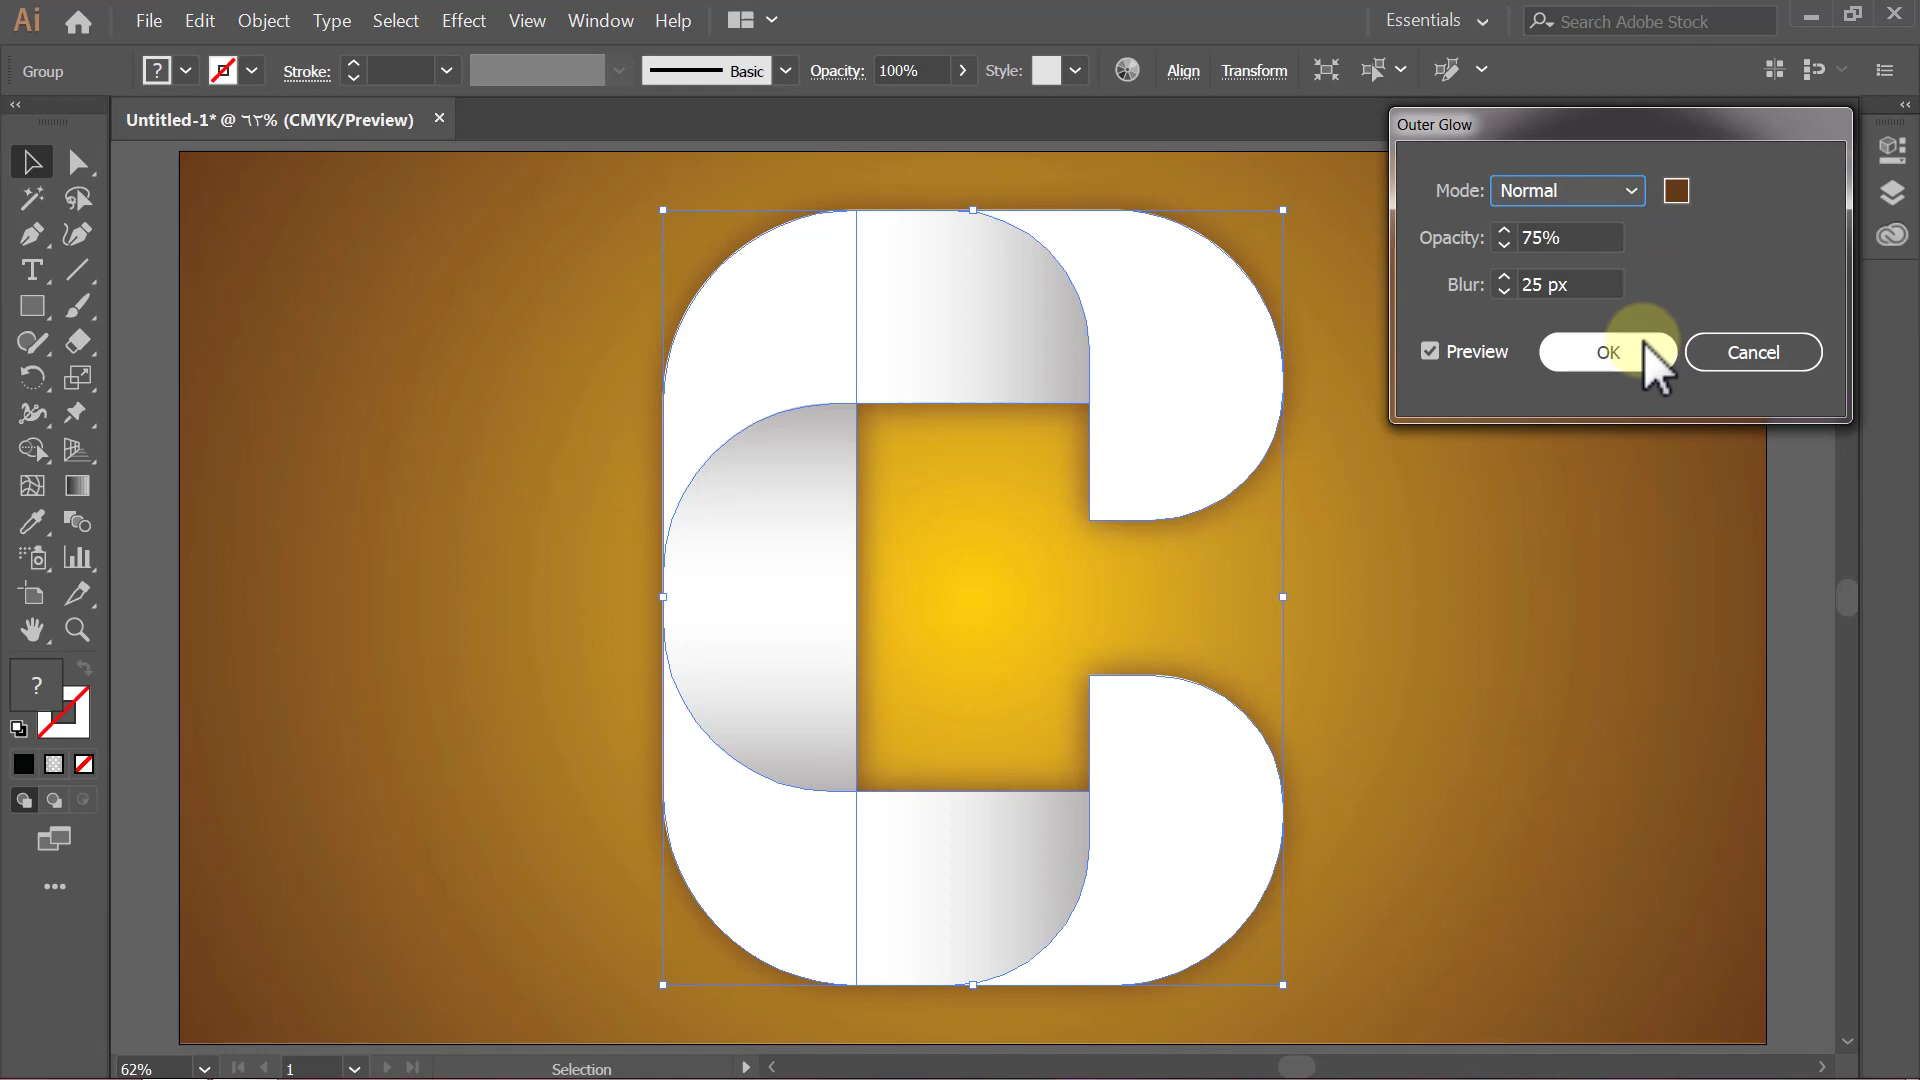 Ai File Edit Object Type Select Effect View Window Help Essentials Search Adobe Stock
Group ? Stroke: Basic Opacity: 100% Style: Align Transform
Untitled-1* @ ٦٢% (CMYK/Preview) ×
Outer Glow
Mode: Normal
Opacity: 75%
Blur: 25 px
Preview OK Cancel
?
62% 1 Selection